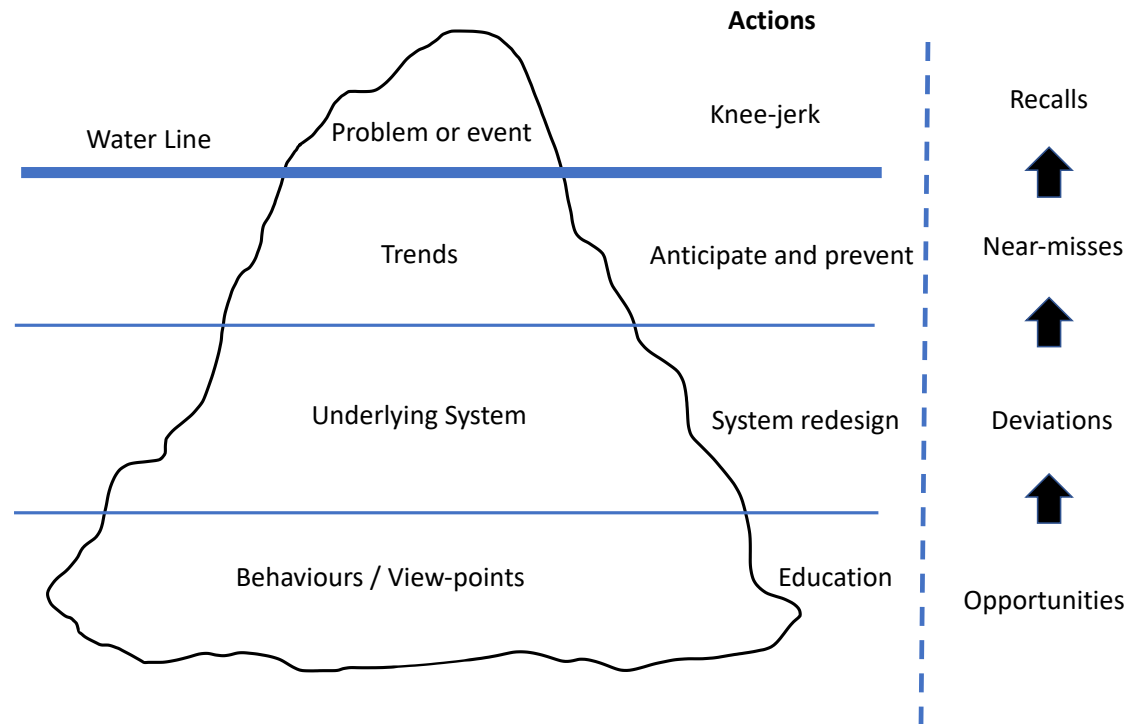 Actions
Recalls
Knee-jerk
Problem or event
Water Line
Trends
Anticipate and prevent
Near-misses
Underlying System
System redesign
Deviations
Behaviours / View-points
Education
Opportunities